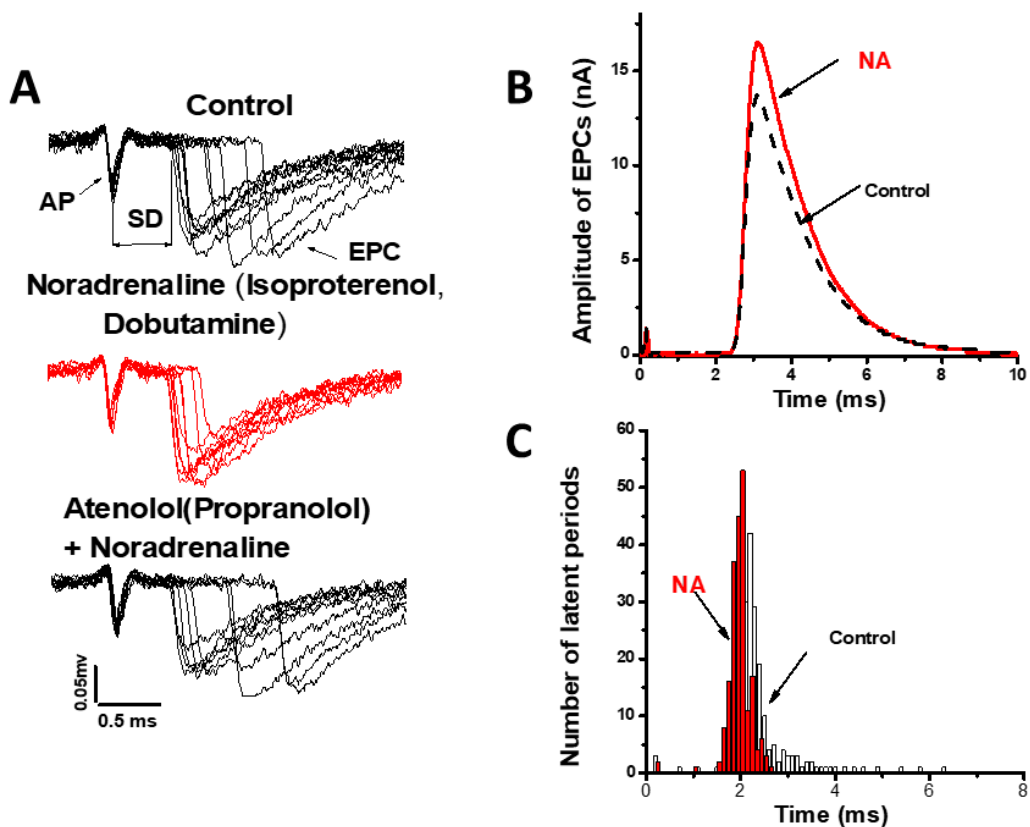 A
Control
AP
SD
EPC
Noradrenaline (Isoproterenol,
Dobutamine)
Atenolol(Propranolol)
+ Noradrenaline
0.05mv
0.5 ms
B
Amplitude of EPCs (nA)
15
10
5
0
NA
Control
0 2 4 6 8 10
Time (ms)
C
Number of latent periods
60
50
40
30
20
10
0
NA
Control
0 2 4 6 8
Time (ms)